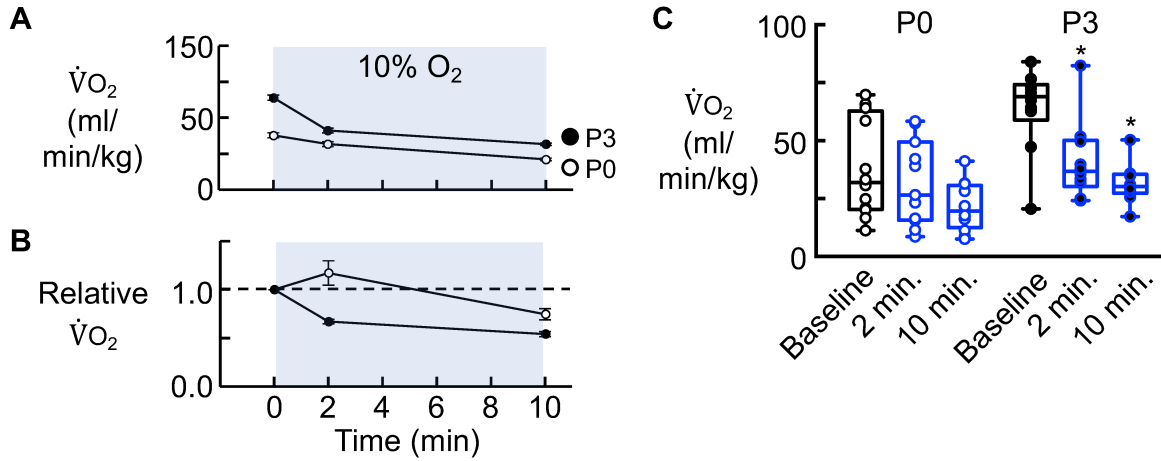 A
150
50
0
V̇O₂
(ml/
min/kg)
10% O₂
P3
P0
B
1.0
0.0
Relative
V̇O₂
0 2 4 6 8 10
Time (min)
C
P0 P3
100
50
0
V̇O₂
(ml/
min/kg)
* *
Baseline
2 min.
10 min.
Baseline
2 min.
10 min.